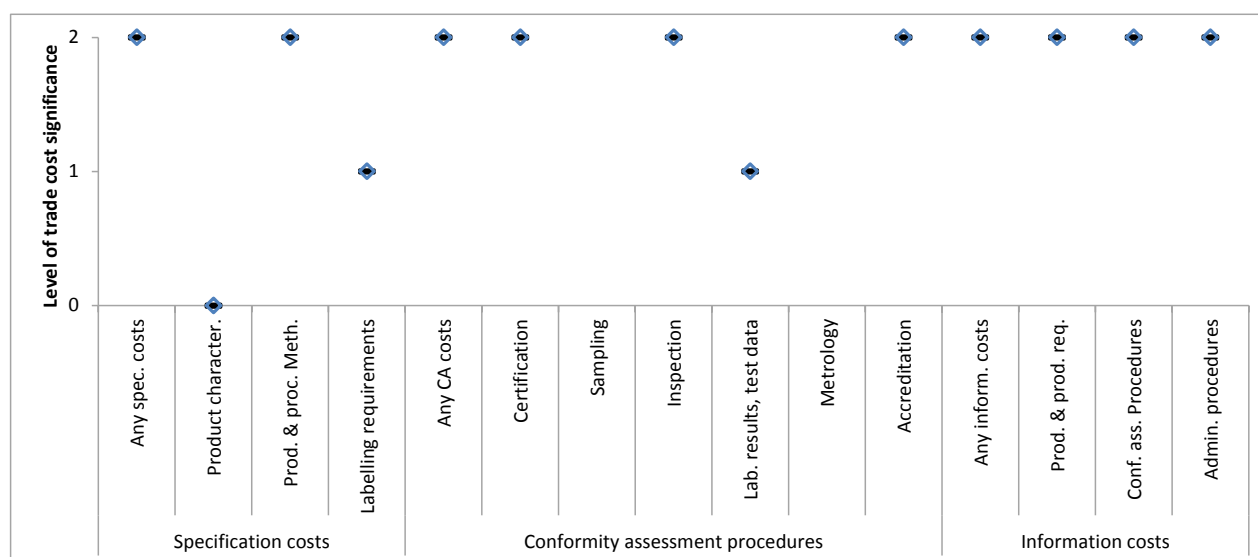 Level of trade cost significance
2
1
0
Any spec. costs
Product character.
Prod. & proc. Meth.
Labelling requirements
Any CA costs
Certification
Sampling
Inspection
Lab. results, test data
Metrology
Accreditation
Any inform. costs
Prod. & prod. req.
Conf. ass. Procedures
Admin. procedures
Specification costs
Conformity assessment procedures
Information costs